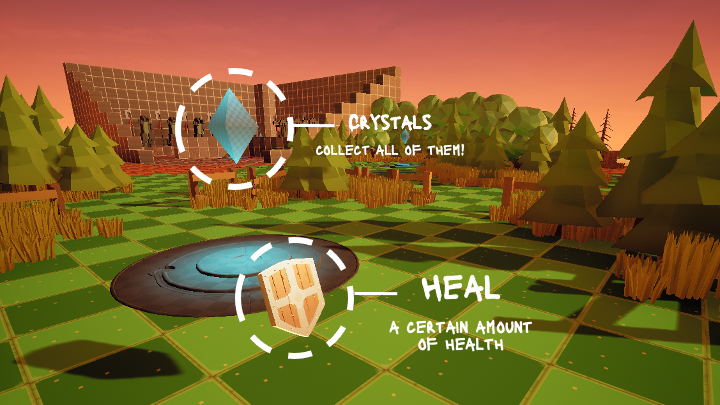 CRYSTALS
COLLECT ALL OF THEM!
HEAL
A CERTAIN AMOUNT
OF HEALTH